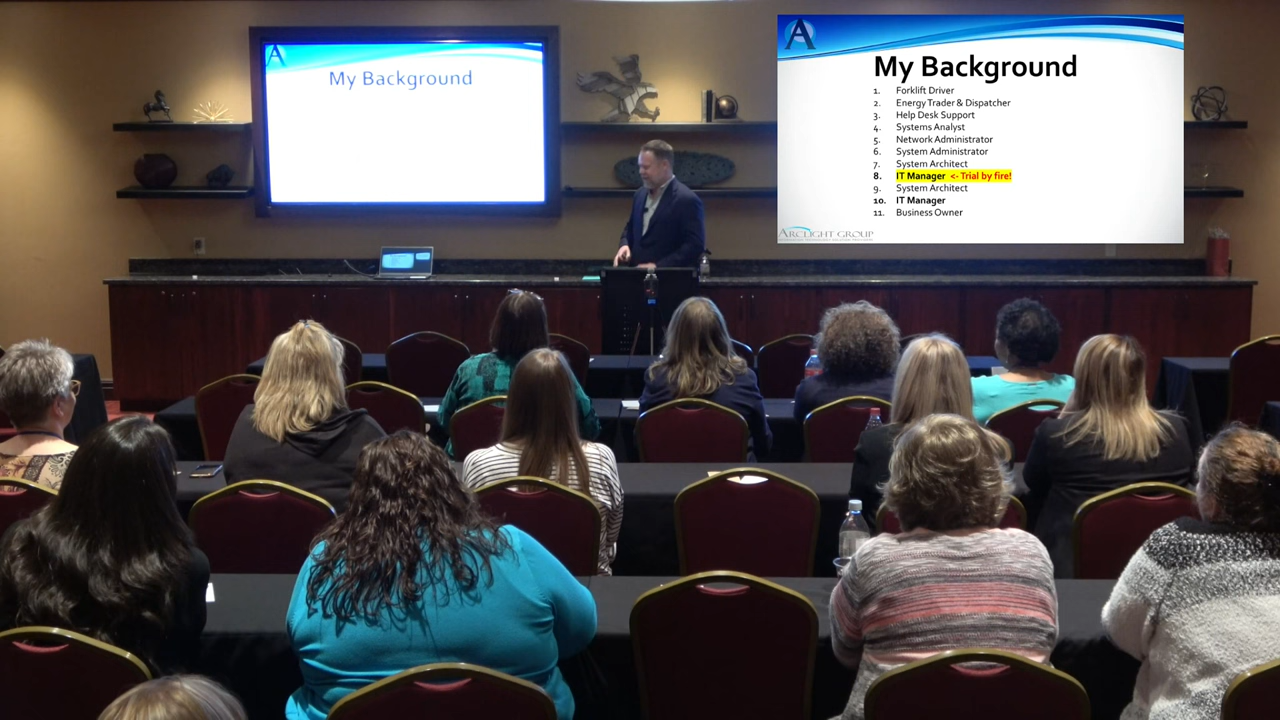 A
My Background
A
My Background
1. Forklift Driver
2. Energy Trader & Dispatcher
3. Help Desk Support
4. Systems Analyst
5. Network Administrator
6. System Administrator
7. System Architect
8. IT Manager <- Trial by fire!
9. System Architect
10. IT Manager
11. Business Owner
ARCLIGHT GROUP